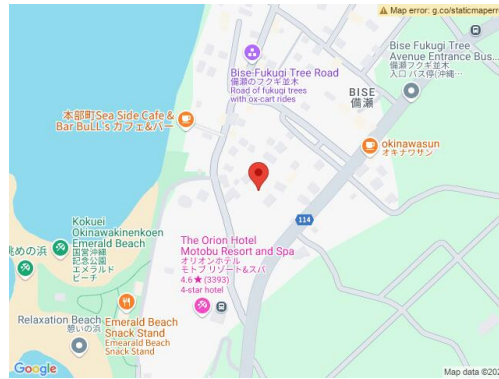 Map error: g.co/staticmaperr
Bise Fukugi Tree
Avenue Entrance Bus...
備瀬フクギ並木
入口 バス停(沖縄...
Bise-Fukugi Tree Road
備瀬のフクギ並木
Road of fukugi trees
with ox-cart rides
BISE
備瀬
本部町Sea Side Cafe &
Bar BuLL's カフェ&バー
okinawasun
オキナワサン
114
Kokuei
Okinawakinenkoen
Emerald Beach
国営沖縄
記念公園
エメラルド
ビーチ
眺めの浜
The Orion Hotel
Motobu Resort and Spa
オリオンホテル
モトブ リゾート&スパ
4.6★(3393)
4-star hotel
Emerald Beach
Snack Stand
Emerald Beach
Snack Stand
Relaxation Beach
憩いの浜
Google
Map data ©202